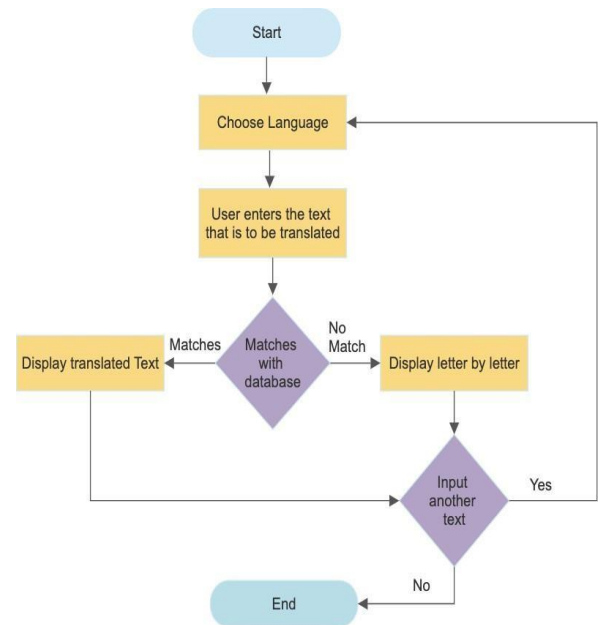 Start
Choose Language
User enters the text
that is to be translated
Matches
with
database
Matches
No
Match
Display translated Text
Display letter by letter
Input
another
text
Yes
No
End